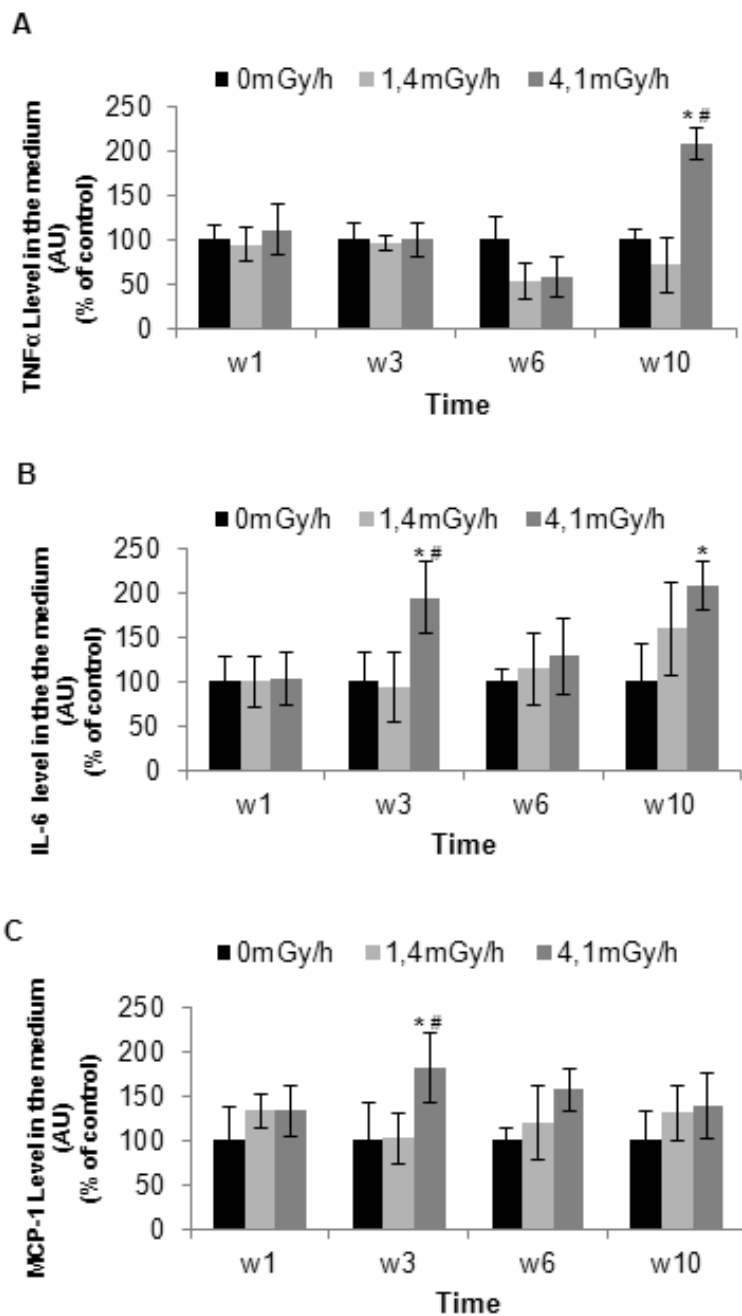 A
0mGy/h 1,4mGy/h 4,1mGy/h
TNFα Llevel in the medium
(AU)
(% of control)
250
200
150
100
50
0
* #
w1 w3 w6 w10
Time
B
0mGy/h 1,4mGy/h 4,1mGy/h
IL-6 level in the the medium
(AU)
(% of control)
250
200
150
100
50
0
* # *
w1 w3 w6 w10
Time
C
0mGy/h 1,4mGy/h 4,1mGy/h
MCP-1 Level in the medium
(AU)
(% of control)
250
200
150
100
50
0
* #
w1 w3 w6 w10
Time